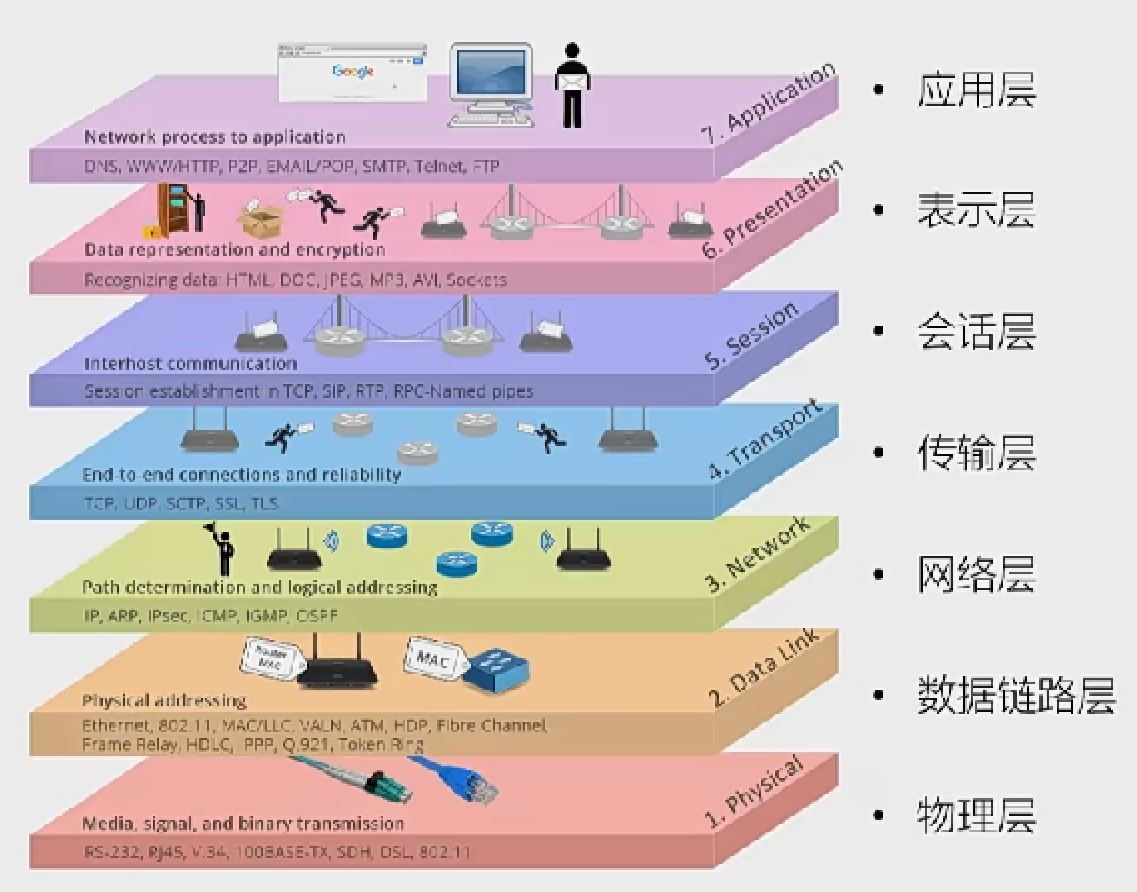 Google
7. Application
应用层
Network process to application
DNS, WWW/HTTP, P2P, EMAIL/POP, SMTP, Telnet, FTP
6. Presentation
表示层
Data representation and encryption
Recognizing data: HTML, DOC, JPEG, MP3, AVI, Sockets
5. Session
会话层
Interhost communication
Session establishment in TCP, SIP, RTP, RPC-Named pipes
4. Transport
传输层
End-to-end connections and reliability
TCP, UDP, SCTP, SSL, TLS
3. Network
网络层
Path determination and logical addressing
IP, ARP, IPsec, ICMP, IGMP, OSPF
Router
MAC
MAC
2. Data Link
数据链路层
Physical addressing
Ethernet, 802.11, MAC/LLC, VALN, ATM, HDP, Fibre Channel,
Frame Relay, HDLC, PPP, Q.921, Token Ring
1. Physical
物理层
Media, signal, and binary transmission
RS-232, RJ45, V.34, 100BASE-TX, SDH, DSL, 802.11